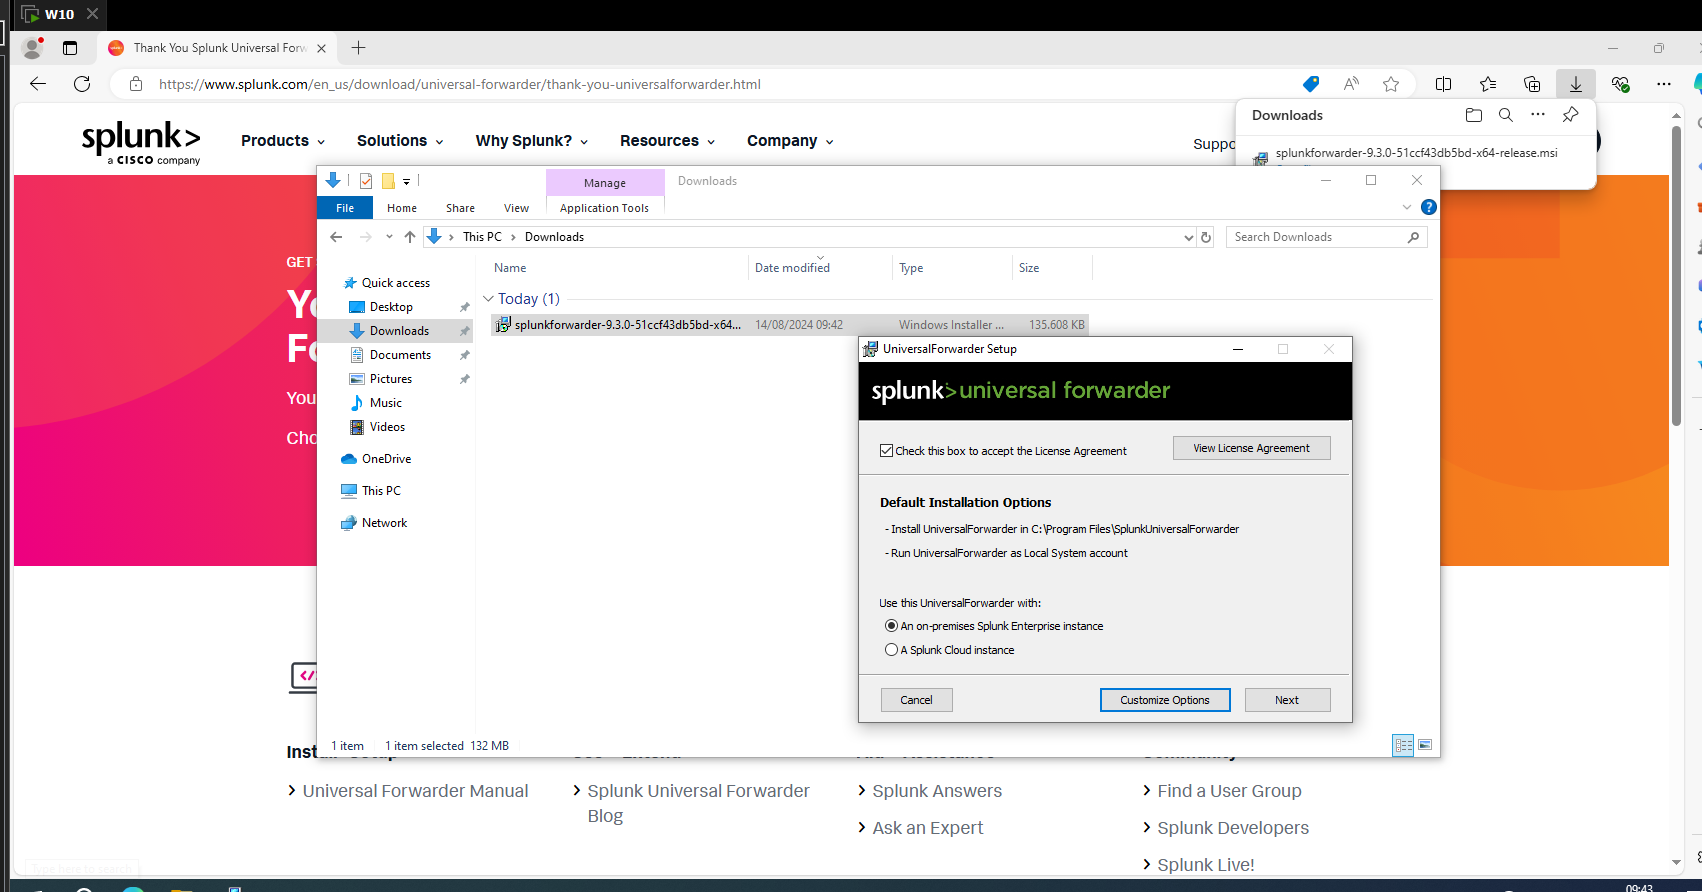 W10
Thank You Splunk Universal Forw
https://www.splunk.com/en_us/download/universal-forwarder/thank-you-universalforwarder.html
Downloads
splunkforwarder-9.3.0-51ccf43db5bd-x64-release.msi
splunk>
a CISCO company
Products
Solutions
Why Splunk?
Resources
Company
Suppo
Manage
Downloads
File
Home
Share
View
Application Tools
This PC
Downloads
Search Downloads
Name
Date modified
Type
Size
Quick access
Desktop
Downloads
Documents
Pictures
Music
Videos
OneDrive
This PC
Network
Today (1)
splunkforwarder-9.3.0-51ccf43db5bd-x64...
14/08/2024 09:42
Windows Installer ...
135.608 KB
GET
Yo
Fo
You
Cho
UniversalForwarder Setup
splunk>universal forwarder
Check this box to accept the License Agreement
View License Agreement
Default Installation Options
- Install UniversalForwarder in C:\Program Files\SplunkUniversalForwarder
- Run UniversalForwarder as Local System account
Use this UniversalForwarder with:
An on-premises Splunk Enterprise instance
A Splunk Cloud instance
Cancel
Customize Options
Next
1 item
1 item selected 132 MB
Universal Forwarder Manual
Splunk Universal Forwarder
Blog
Splunk Answers
Ask an Expert
Find a User Group
Splunk Developers
Splunk Live!
Type here to search
09:43